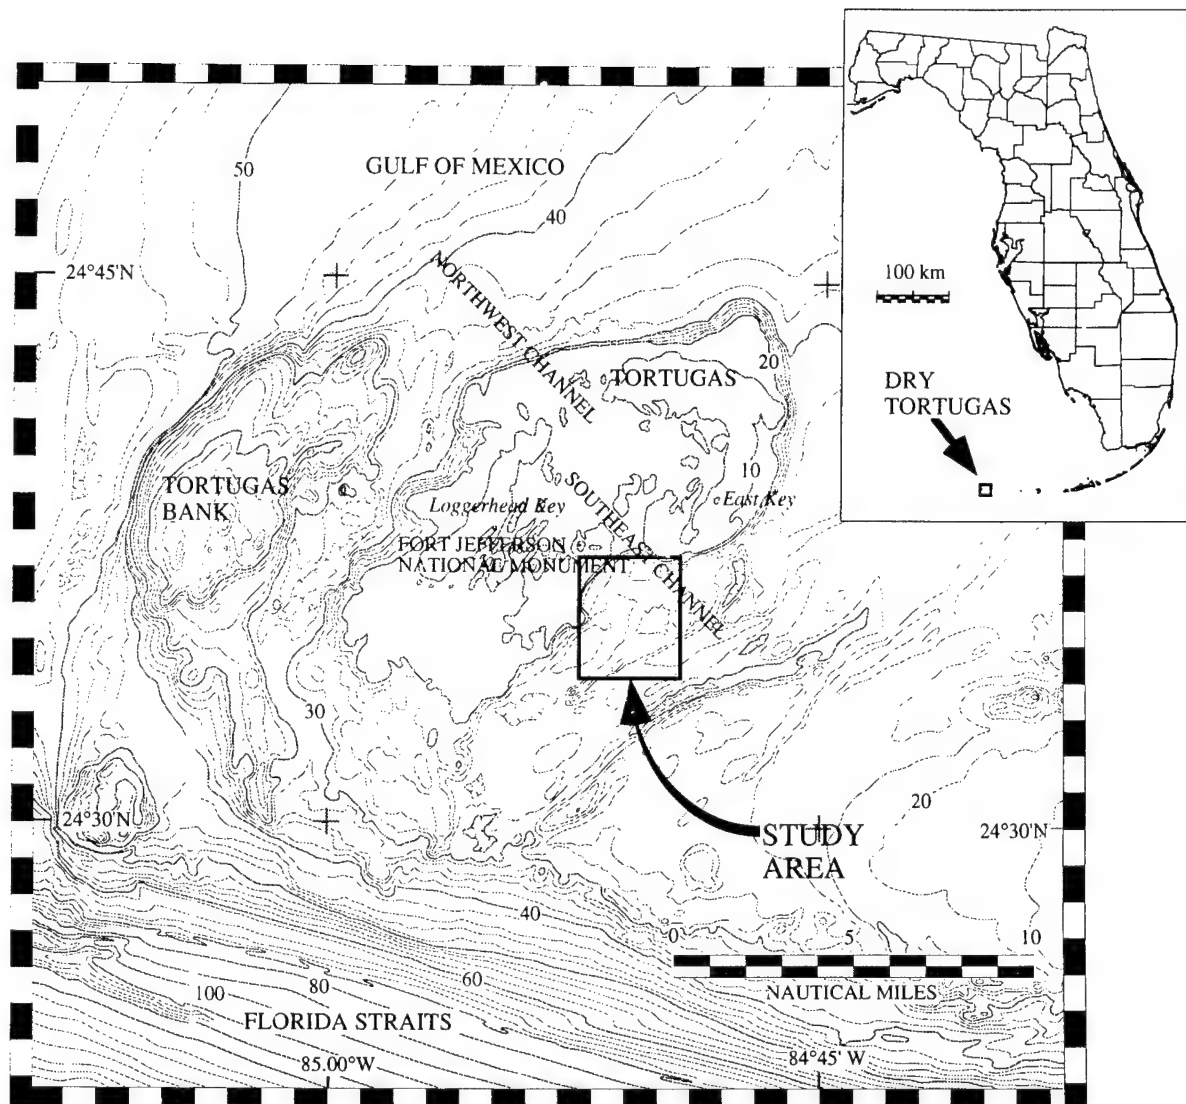 50
GULF OF MEXICO
40
24°45'N
NORTHWEST CHANNEL
100 km
DRY
TORTUGAS
20
TORTUGAS
10
TORTUGAS
BANK
Loggerhead Key
SOUTHEAST CHANNEL
East Key
FORT JEFFERSON
NATIONAL MONUMENT
30
24°30'N
20
24°30'N
STUDY
AREA
40
0 5 10
60
NAUTICAL MILES
80
100
FLORIDA STRAITS
85.00°W
84°45' W